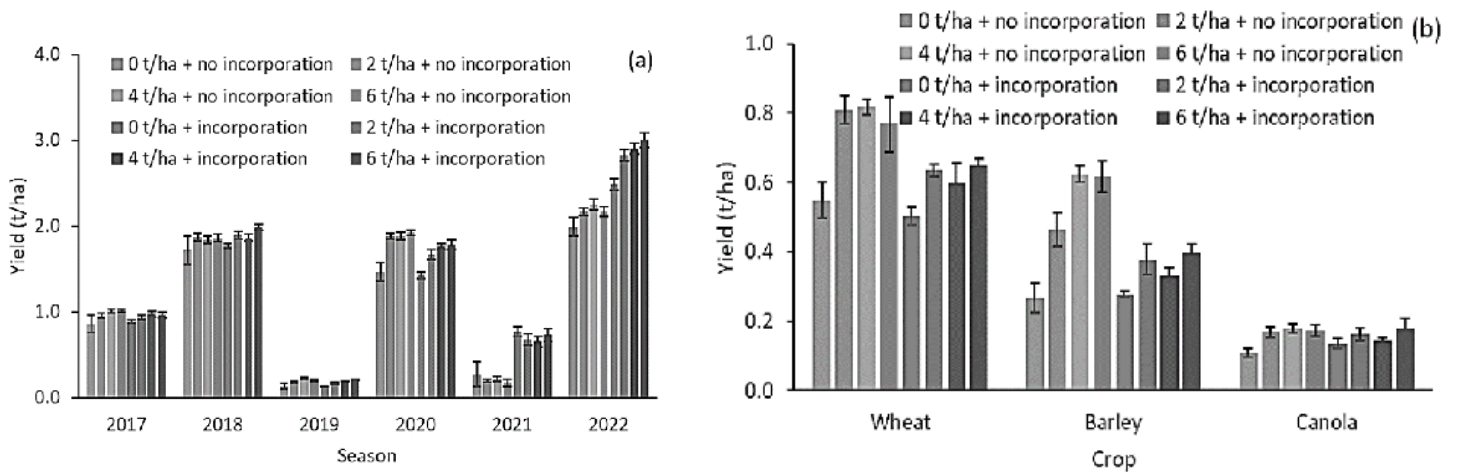 (a)
4.0
3.0
2.0
1.0
0.0
Yield (t/ha)
0 t/ha + no incorporation 2 t/ha + no incorporation
4 t/ha + no incorporation 6 t/ha + no incorporation
0 t/ha + incorporation 2 t/ha + incorporation
4 t/ha + incorporation 6 t/ha + incorporation
2017 2018 2019 2020 2021 2022
Season
(b)
0 t/ha + no incorporation 2 t/ha + no incorporation
4 t/ha + no incorporation 6 t/ha + no incorporation
0 t/ha + incorporation 2 t/ha + incorporation
4 t/ha + incorporation 6 t/ha + incorporation
1.0
0.8
0.6
0.4
0.2
0.0
Yield (t/ha)
Wheat Barley Canola
Crop